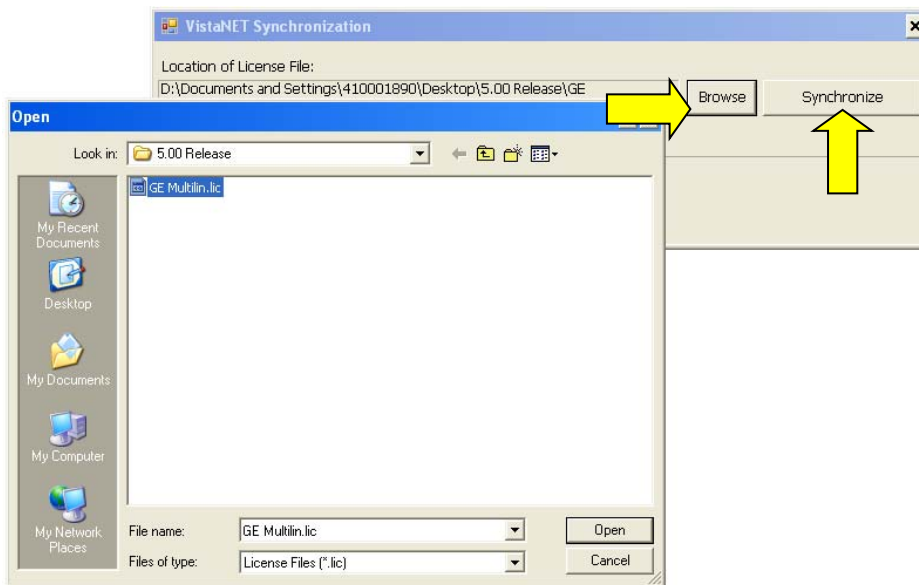 VistaNET Synchronization
Location of License File:
D:\Documents and Settings\410001890\Desktop\5.00 Release\GE
Browse
Synchronize
Open
Look in:
5.00 Release
GE Multilin.lic
My Recent
Documents
Desktop
My Documents
My Computer
My Network
Places
File name:
GE Multilin.lic
Open
Files of type:
License Files (*.lic)
Cancel